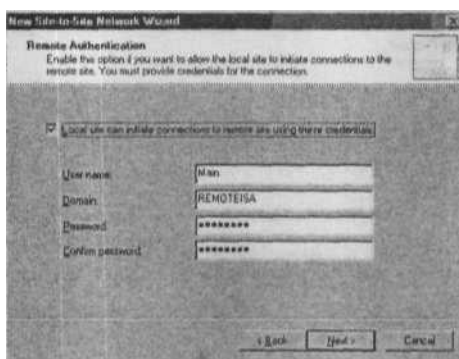 New Site-to-Site Network Wizard
Remote Authentication
Enable this option if you want to allow the local site to initiate connections to the
remote site. You must provide credentials for the connection.
Local site can initiate connections to remote site using these credentials:
User name:
Main
Domain:
REMOTEISA
Password:
********
Confirm password:
********
< Back
Next >
Cancel